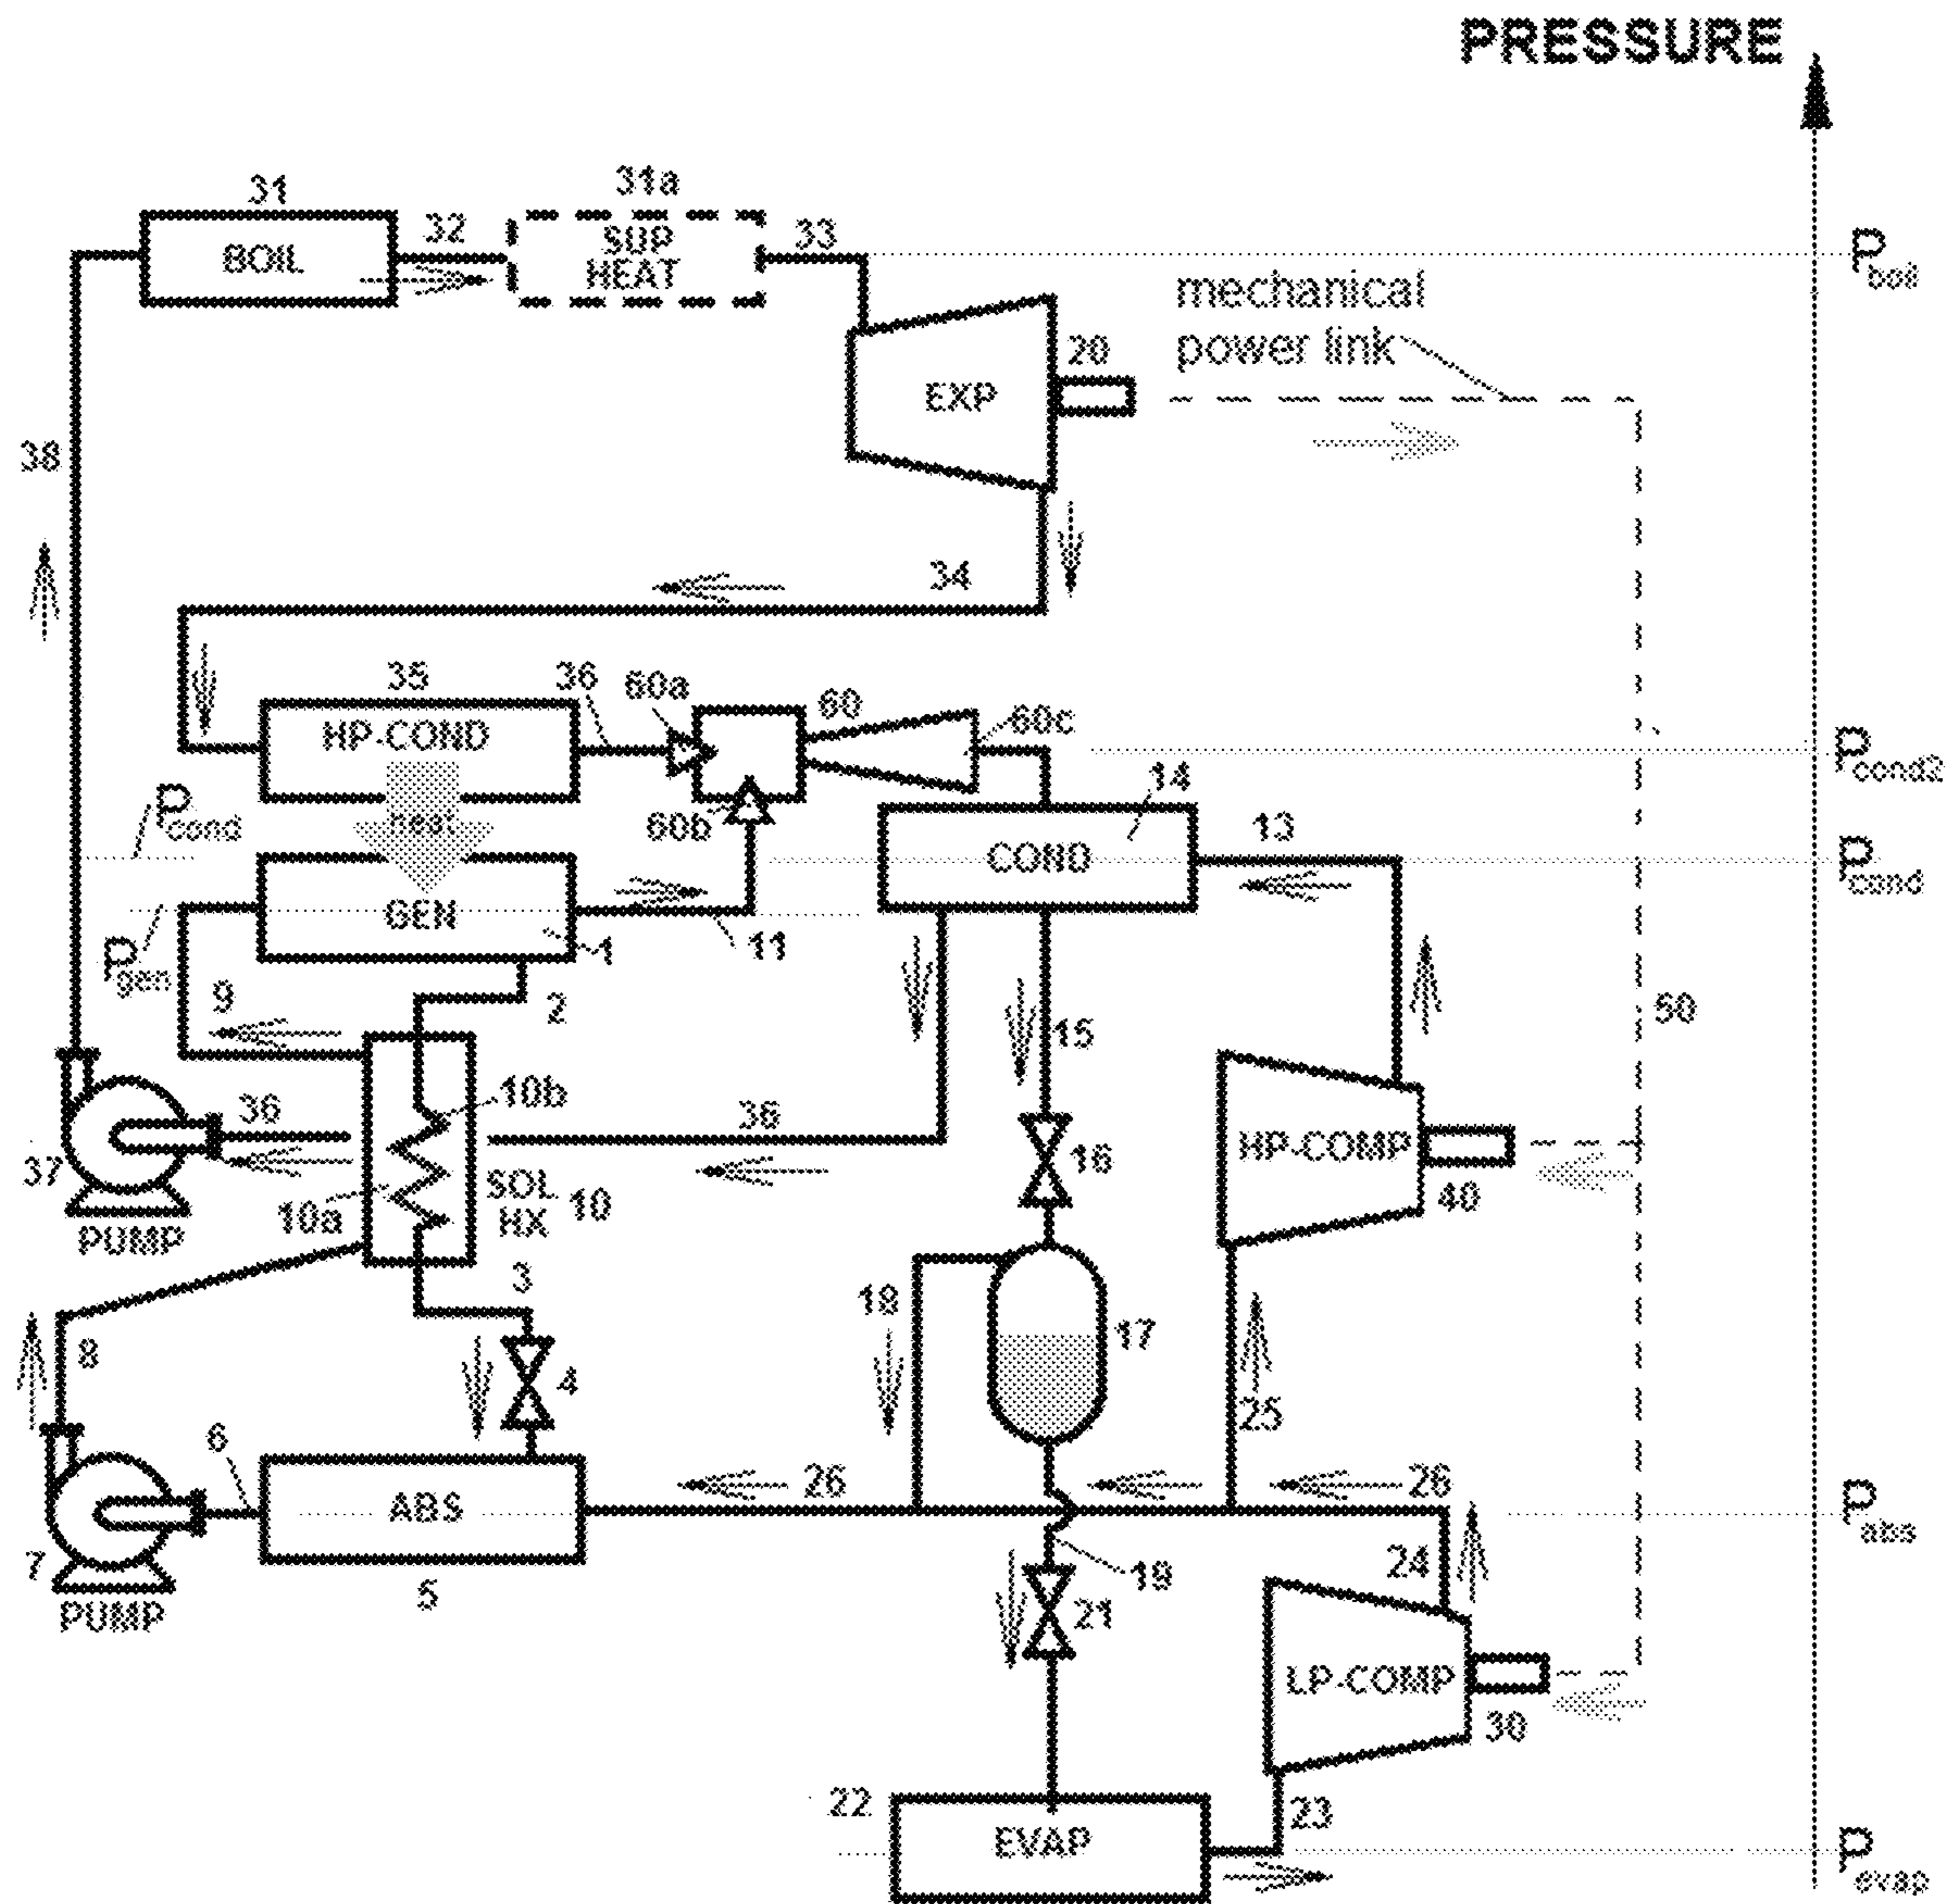 PRESSURE
31
31a
32
33
BOIL
SUP
HEAT
P boil
mechanical
power link
20
EXP
38
34
35
36
60a
60
60c
HP-COND
P cond2
14
P cond
heat
60b
13
COND
P cond
GEN
1
11
P gen
9
2
15
50
10b
36
36
HP-COMP
16
37
SOL
HX
10
10a
40
PUMP
3
18
17
8
4
25
6
26
26
ABS
P abs
24
7
19
5
21
PUMP
LP-COMP
30
22
23
EVAP
P evap